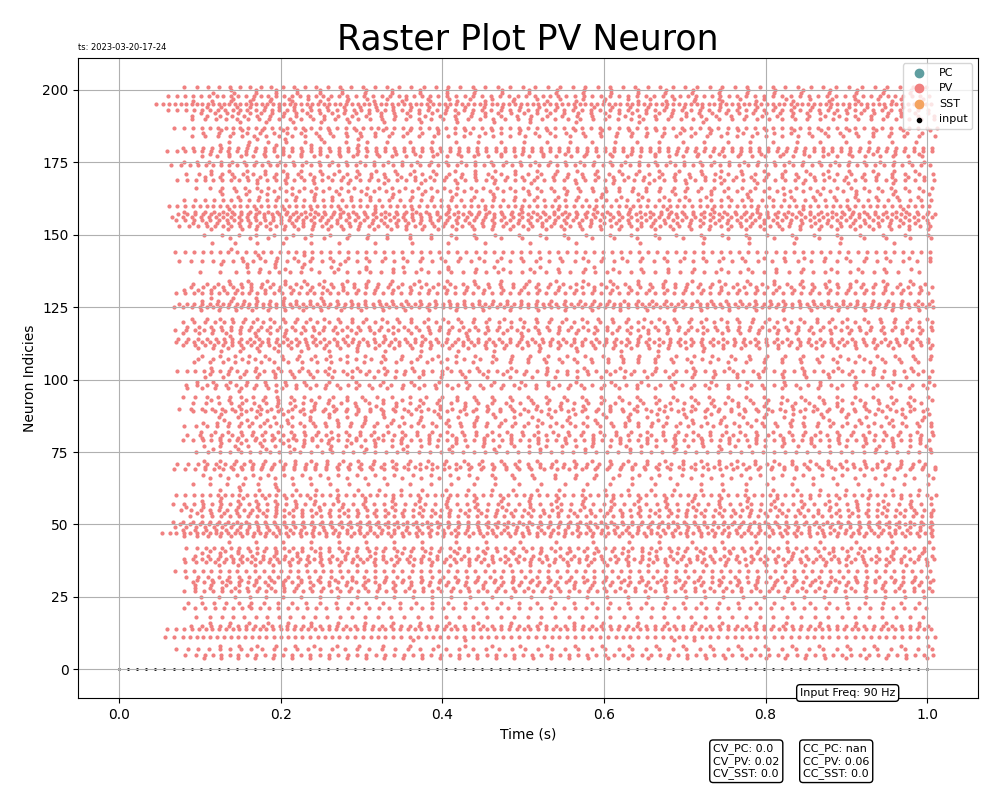 Raster Plot PV Neuron
ts: 2023-03-20-17-24
PC
PV
SST
input
200
175
150
125
100
75
50
25
0
Neuron Indicies
0.0
0.2
0.4
0.6
0.8
1.0
Time (s)
Input Freq: 90 Hz
CV_PC: 0.0
CV_PV: 0.02
CV_SST: 0.0
CC_PC: nan
CC_PV: 0.06
CC_SST: 0.0